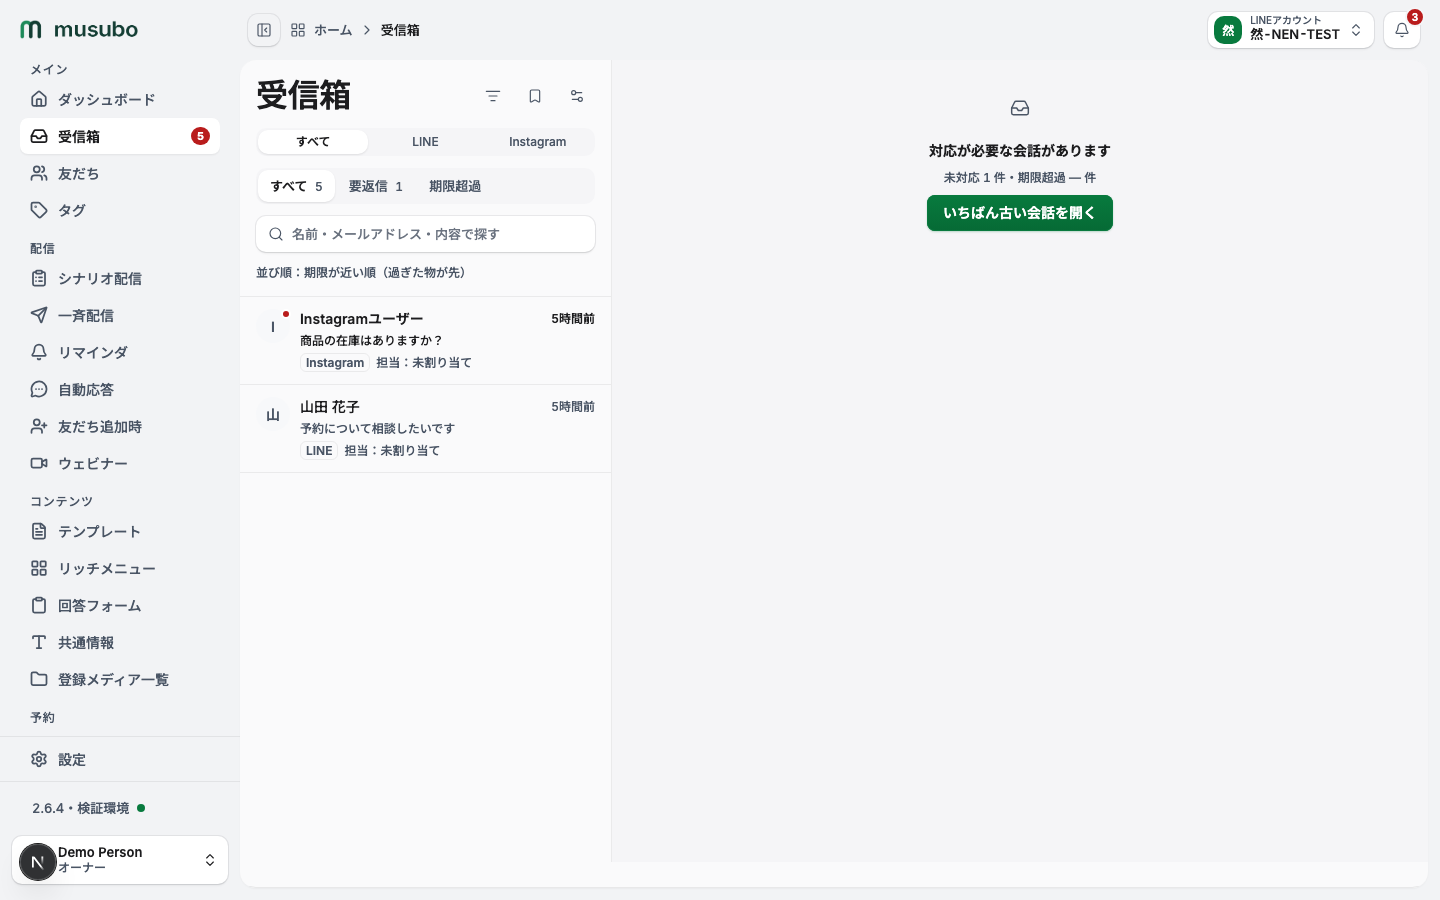 musubo
メイン
ダッシュボード
受信箱 5
友だち
タグ
配信
シナリオ配信
一斉配信
リマインダ
自動応答
友だち追加時
ウェビナー
コンテンツ
テンプレート
リッチメニュー
回答フォーム
共通情報
登録メディア一覧
予約
設定
2.6.4・検証環境
N
Demo Person
オーナー
ホーム > 受信箱
然
LINEアカウント
然-NEN-TEST
3
受信箱
すべて LINE Instagram
すべて 5 要返信 1 期限超過
名前・メールアドレス・内容で探す
並び順：期限が近い順（過ぎた物が先）
I
Instagramユーザー 5時間前
商品の在庫はありますか？
Instagram 担当：未割り当て
山
山田 花子 5時間前
予約について相談したいです
LINE 担当：未割り当て
対応が必要な会話があります
未対応 1 件・期限超過 — 件
いちばん古い会話を開く